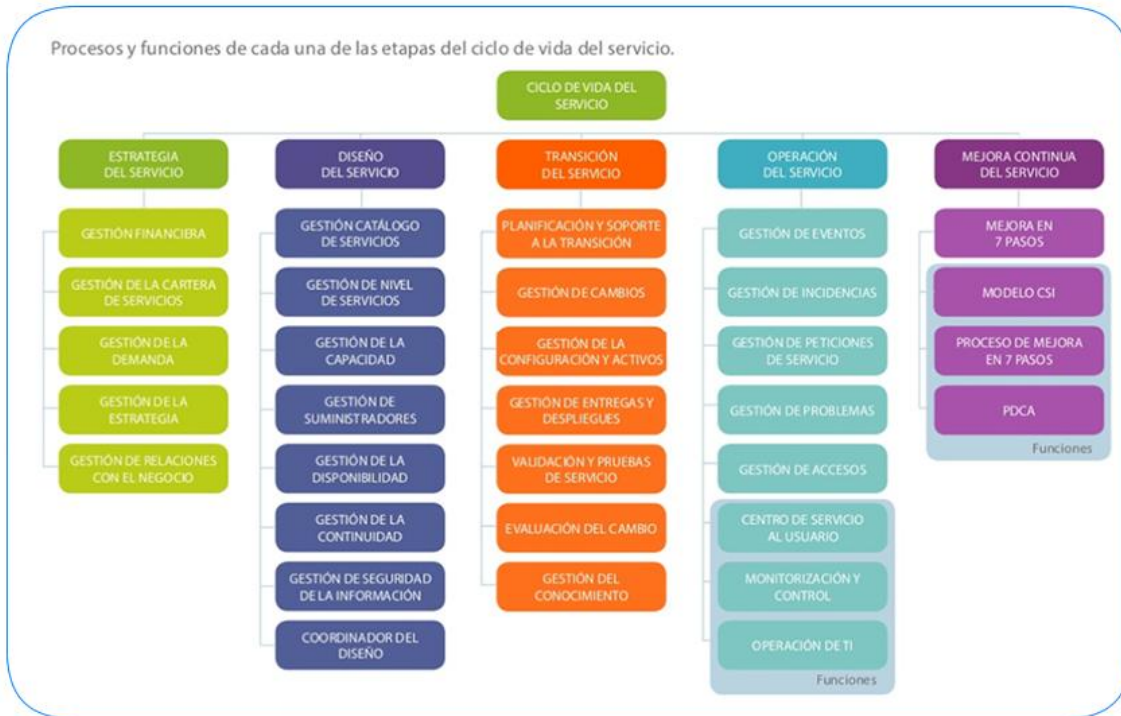 Procesos y funciones de cada una de las etapas del ciclo de vida del servicio.
CICLO DE VIDA DEL
SERVICIO
ESTRATEGIA
DEL SERVICIO
GESTIÓN FINANCIERA
GESTIÓN DE LA CARTERA
DE SERVICIOS
GESTIÓN DE LA
DEMANDA
GESTIÓN DE LA
ESTRATEGIA
GESTIÓN DE RELACIONES
CON EL NEGOCIO
DISEÑO
DEL SERVICIO
GESTIÓN CATÁLOGO
DE SERVICIOS
GESTIÓN DE NIVEL
DE SERVICIOS
GESTIÓN DE LA
CAPACIDAD
GESTIÓN DE
SUMINISTRADORES
GESTIÓN DE LA
DISPONIBILIDAD
GESTIÓN DE LA
CONTINUIDAD
GESTIÓN DE SEGURIDAD
DE LA INFORMACIÓN
COORDINADOR DEL
DISEÑO
TRANSICIÓN
DEL SERVICIO
PLANIFICACIÓN Y SOPORTE
A LA TRANSICIÓN
GESTIÓN DE CAMBIOS
GESTIÓN DE LA
CONFIGURACIÓN Y ACTIVOS
GESTIÓN DE ENTREGAS Y
DESPLIEGUES
VALIDACIÓN Y PRUEBAS
DE SERVICIO
EVALUACIÓN DEL CAMBIO
GESTIÓN DEL
CONOCIMIENTO
OPERACIÓN
DEL SERVICIO
GESTIÓN DE EVENTOS
GESTIÓN DE INCIDENCIAS
GESTIÓN DE PETICIONES
DE SERVICIO
GESTIÓN DE PROBLEMAS
GESTIÓN DE ACCESOS
CENTRO DE SERVICIO
AL USUARIO
MONITORIZACIÓN Y
CONTROL
OPERACIÓN DE TI
Funciones
MEJORA CONTINUA
DEL SERVICIO
MEJORA EN
7 PASOS
MODELO CSI
PROCESO DE MEJORA
EN 7 PASOS
PDCA
Funciones